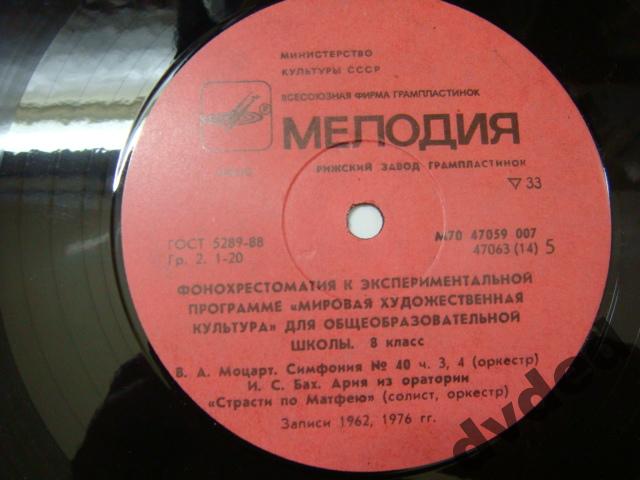 МИНИСТЕРСТВО
КУЛЬТУРЫ СССР
ВСЕСОЮЗНАЯ ФИРМА ГРАМПЛАСТИНОК
МЕЛОДИЯ
РИЖСКИЙ ЗАВОД ГРАМПЛАСТИНОК
▽ 33
ГОСТ 5289-88
Гр. 2. 1-20
М70 47059 007
47063 (14) 5
ФОНОХРЕСТОМАТИЯ К ЭКСПЕРИМЕНТАЛЬНОЙ
ПРОГРАММЕ «МИРОВАЯ ХУДОЖЕСТВЕННАЯ
КУЛЬТУРА» ДЛЯ ОБЩЕОБРАЗОВАТЕЛЬНОЙ
ШКОЛЫ. 8 класс
В. А. Моцарт. Симфония № 40 ч. 3, 4 (оркестр)
И. С. Бах. Ария из оратории
«Страсти по Матфею» (солист, оркестр)
Записи 1962, 1976 гг.